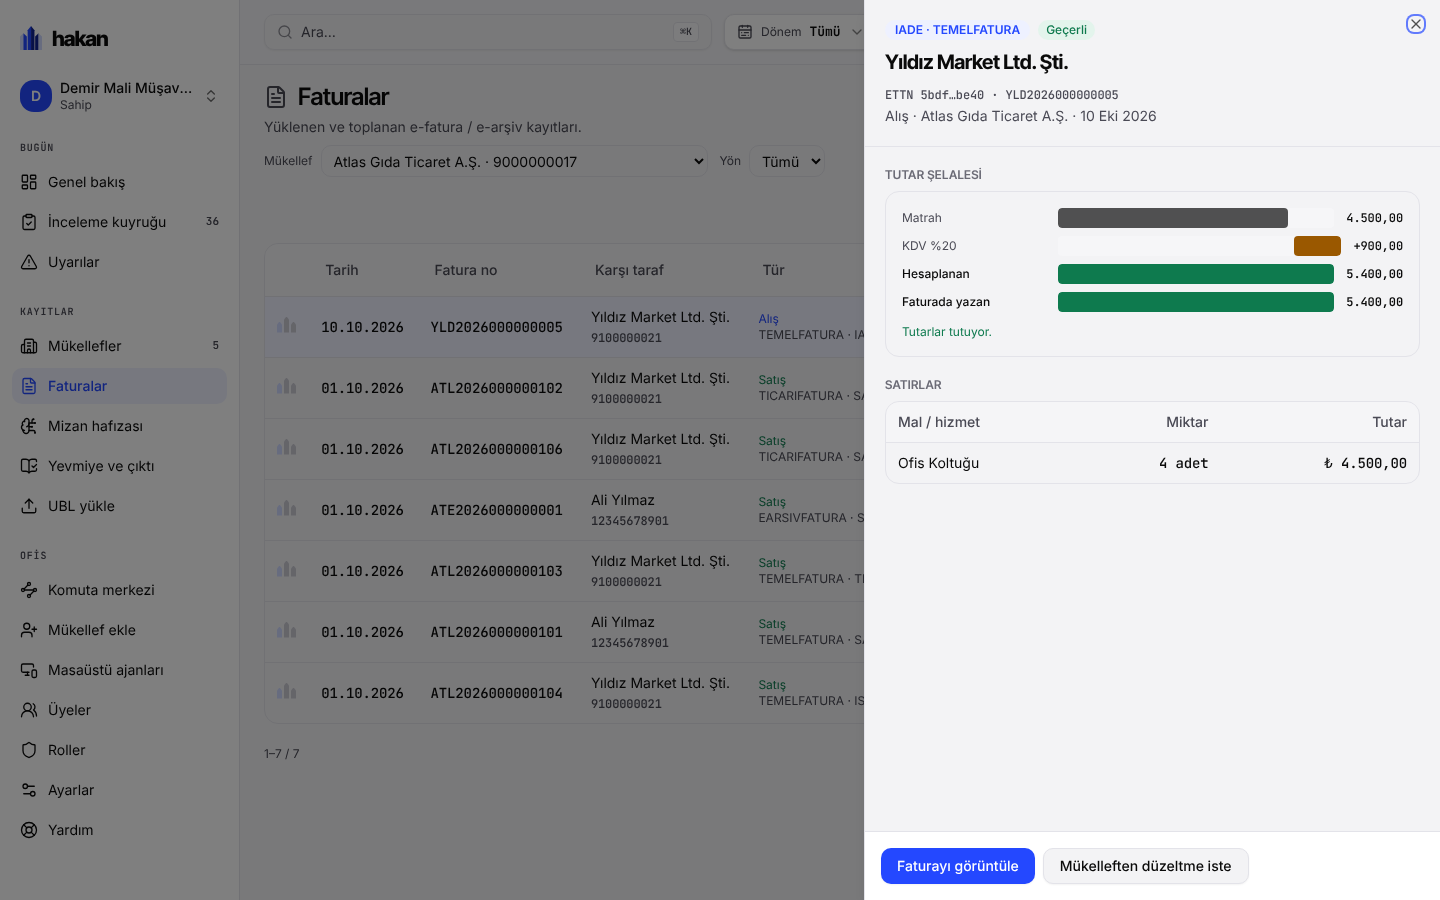 hakan
D
Demir Mali Müşav...
Sahip
BUGÜN
Genel bakış
İnceleme kuyruğu 36
Uyarılar
KAYITLAR
Mükellefler 5
Faturalar
Mizan hafızası
Yevmiye ve çıktı
UBL yükle
OFİS
Komuta merkezi
Mükellef ekle
Masaüstü ajanları
Üyeler
Roller
Ayarlar
Yardım
Ara... ⌘K Dönem Tümü
Faturalar
Yüklenen ve toplanan e-fatura / e-arşiv kayıtları.
Mükellef Atlas Gıda Ticaret A.Ş. · 9000000017 Yön Tümü
Tarih Fatura no Karşı taraf Tür
10.10.2026 YLD2026000000005 Yıldız Market Ltd. Şti. Alış
9100000021 TEMELFATURA · IA
01.10.2026 ATL2026000000102 Yıldız Market Ltd. Şti. Satış
9100000021 TICARIFATURA · SA
01.10.2026 ATL2026000000106 Yıldız Market Ltd. Şti. Satış
9100000021 TICARIFATURA · SA
01.10.2026 ATE2026000000001 Ali Yılmaz Satış
12345678901 EARSIVFATURA · S
01.10.2026 ATL2026000000103 Yıldız Market Ltd. Şti. Satış
9100000021 TEMELFATURA · TE
01.10.2026 ATL2026000000101 Ali Yılmaz Satış
12345678901 TEMELFATURA · SA
01.10.2026 ATL2026000000104 Yıldız Market Ltd. Şti. Satış
9100000021 TEMELFATURA · IS
1–7 / 7
IADE · TEMELFATURA Geçerli
Yıldız Market Ltd. Şti.
ETTN 5bdf…be40 · YLD2026000000005
Alış · Atlas Gıda Ticaret A.Ş. · 10 Eki 2026
TUTAR ŞELALESİ
Matrah 4.500,00
KDV %20 +900,00
Hesaplanan 5.400,00
Faturada yazan 5.400,00
Tutarlar tutuyor.
SATIRLAR
Mal / hizmet Miktar Tutar
Ofis Koltuğu 4 adet ₺ 4.500,00
Faturayı görüntüle Mükelleften düzeltme iste